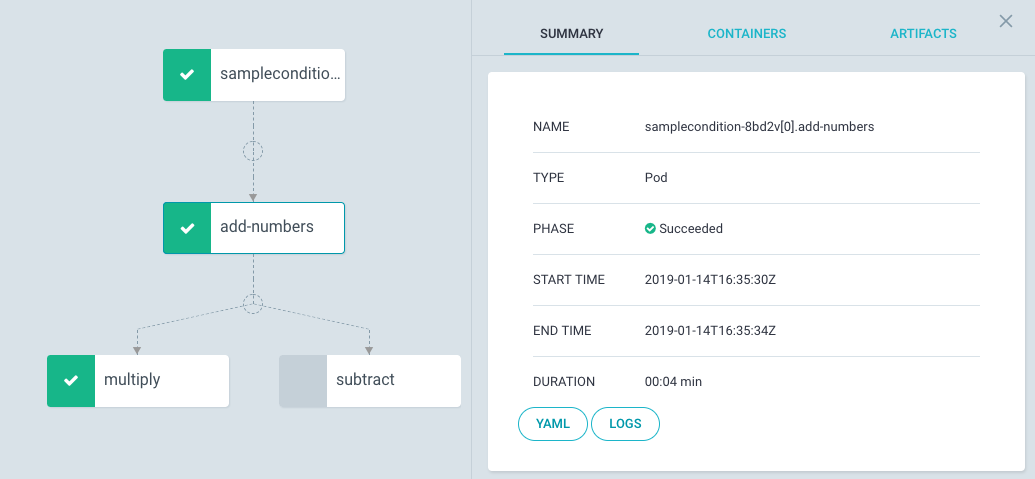 sampleconditio...
add-numbers
multiply
subtract
SUMMARY
CONTAINERS
ARTIFACTS
NAME samplecondition-8bd2v[0].add-numbers
TYPE Pod
PHASE Succeeded
START TIME 2019-01-14T16:35:30Z
END TIME 2019-01-14T16:35:34Z
DURATION 00:04 min
YAML LOGS